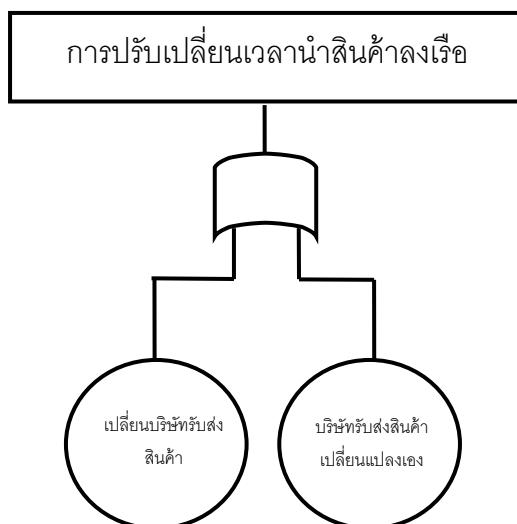 การปรับเปลี่ยนเวลานำสินค้าลงเรือ
เปลี่ยนบริษัทรับส่ง
สินค้า
บริษัทรับส่งสินค้า
เปลี่ยนแปลงเอง